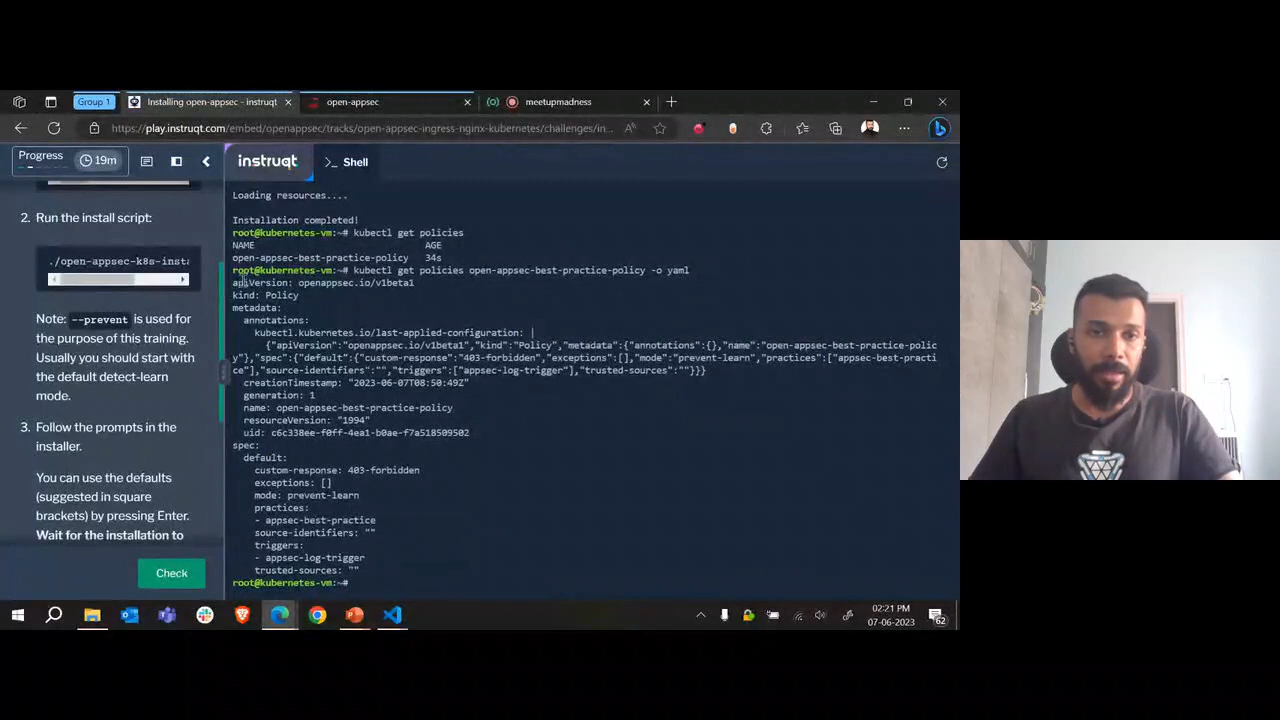 Group 1
Installing open-appsec - instruqt
open-appsec
meetupmadness
https://play.instruqt.com/embed/openappsec/tracks/open-appsec-ingress-nginx-kubernetes/challenges/in...
Progress
19m
instruqt
>_ Shell
2. Run the install script:
./open-appsec-k8s-insta
Note: --prevent is used for
the purpose of this training.
Usually you should start with
the default detect-learn
mode.
3. Follow the prompts in the
installer.
You can use the defaults
(suggested in square
brackets) by pressing Enter.
Wait for the installation to
Check
Loading resources....
Installation completed!
root@kubernetes-vm:~# kubectl get policies
NAME AGE
open-appsec-best-practice-policy 34s
root@kubernetes-vm:~# kubectl get policies open-appsec-best-practice-policy -o yaml
apiVersion: openappsec.io/v1beta1
kind: Policy
metadata:
annotations:
kubectl.kubernetes.io/last-applied-configuration: |
{"apiVersion":"openappsec.io/v1beta1","kind":"Policy","metadata":{"annotations":{},"name":"open-appsec-best-practice-polic
y"},"spec":{"default":{"custom-response":"403-forbidden","exceptions":[],"mode":"prevent-learn","practices":["appsec-best-practi
ce"],"source-identifiers":"","triggers":["appsec-log-trigger"],"trusted-sources":""}}}
creationTimestamp: "2023-06-07T08:50:49Z"
generation: 1
name: open-appsec-best-practice-policy
resourceVersion: "1994"
uid: c6c338ee-f0ff-4ea1-b0ae-f7a518509502
spec:
default:
custom-response: 403-forbidden
exceptions: []
mode: prevent-learn
practices:
- appsec-best-practice
source-identifiers: ""
triggers:
- appsec-log-trigger
trusted-sources: ""
root@kubernetes-vm:~#
02:21 PM
07-06-2023
62